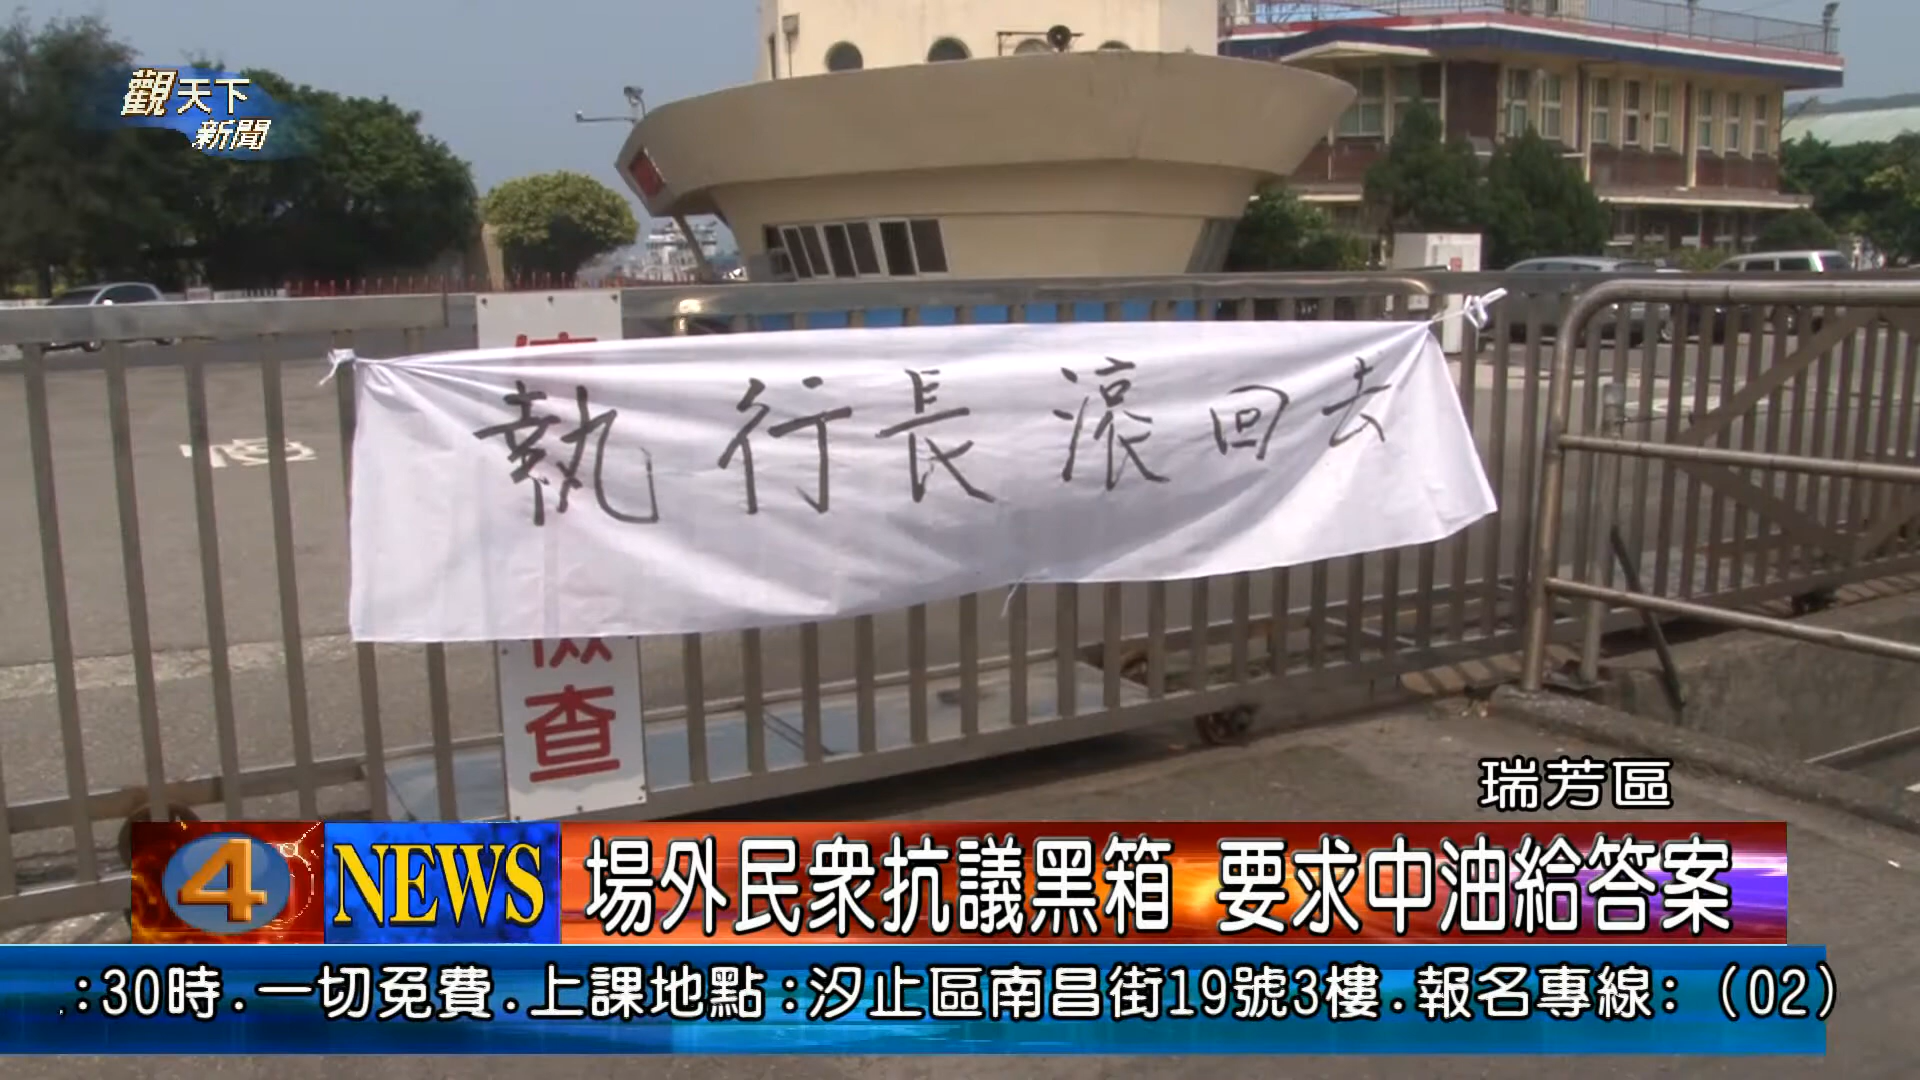 觀天下
新聞
執行長滾回去
檢
查
瑞芳區
4 NEWS 場外民眾抗議黑箱 要求中油給答案
:30時.一切免費.上課地點:汐止區南昌街19號3樓.報名專線:(02)